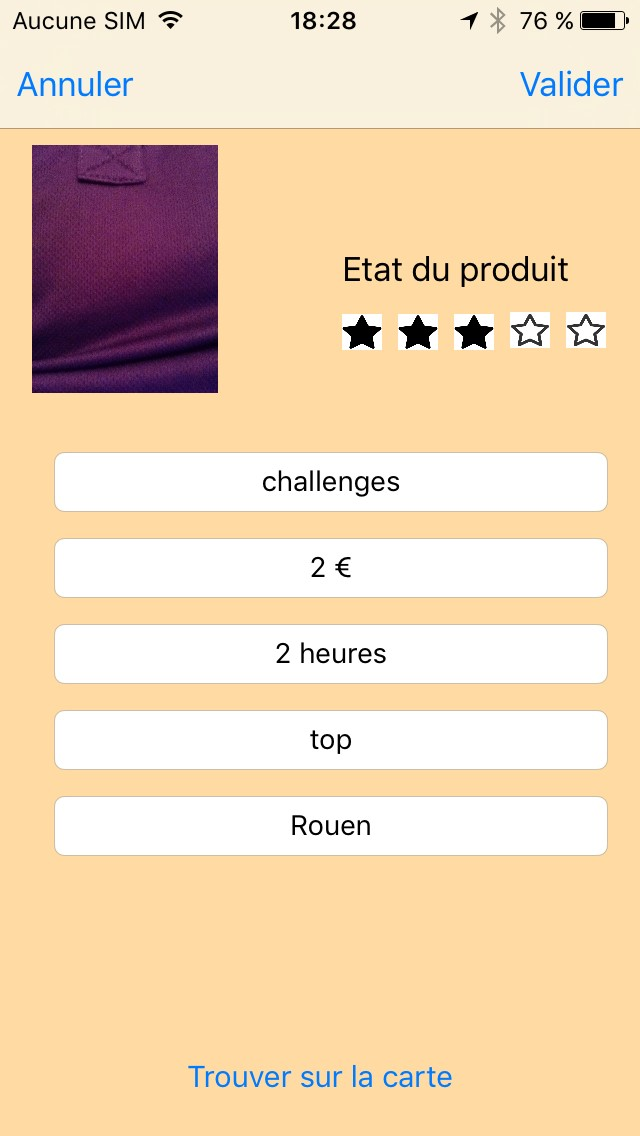 Aucune SIM 18:28 76 %
Annuler Valider
Etat du produit
challenges
2 €
2 heures
top
Rouen
Trouver sur la carte